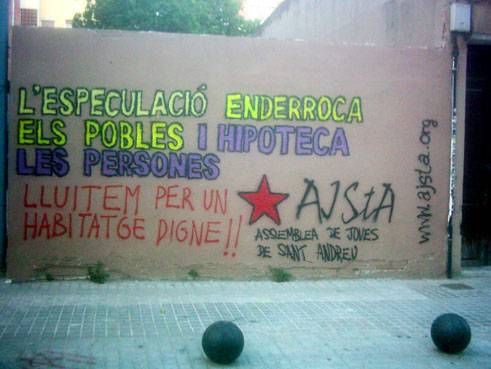 L'ESPECULACIÓ ENDERROCA
ELS POBLES I HIPOTECA
LES PERSONES
LLUITEM PER UN
HABITATGE DIGNE!!
AJStA
ASSEMBLEA DE JOVES
DE SANT ANDREU
www.ajsta.org